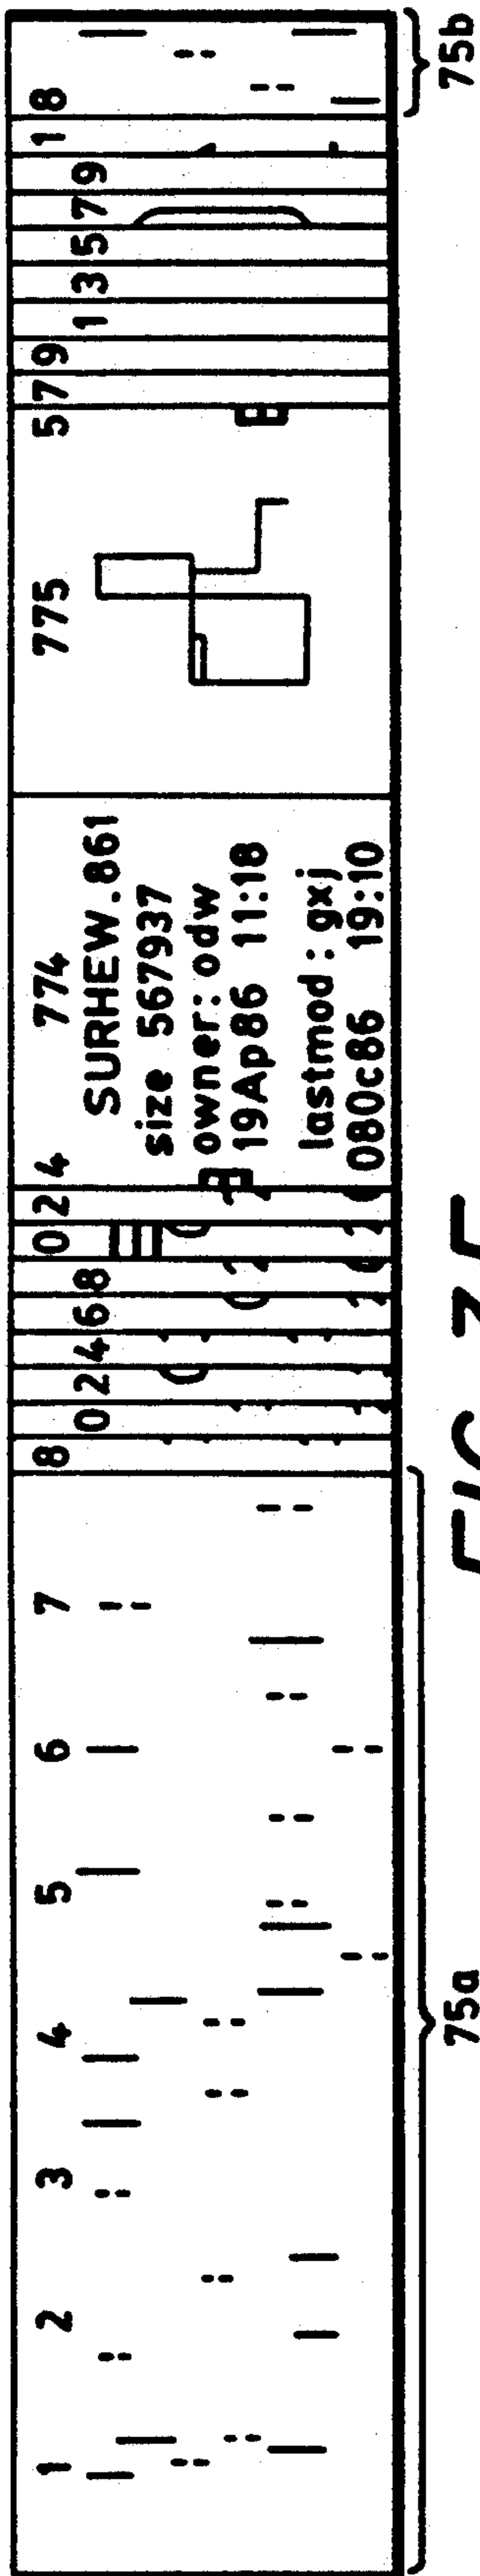 1 2 3 4 5 6 7 8 0 2 4 6 8 0 2 4 774 775 5 7 9 1 3 5 7 9 1 8
SURHEW.861
size 567937
owner: odw
19Ap86 11:18
lastmod : gxj
080c86 19:10
75a 75b